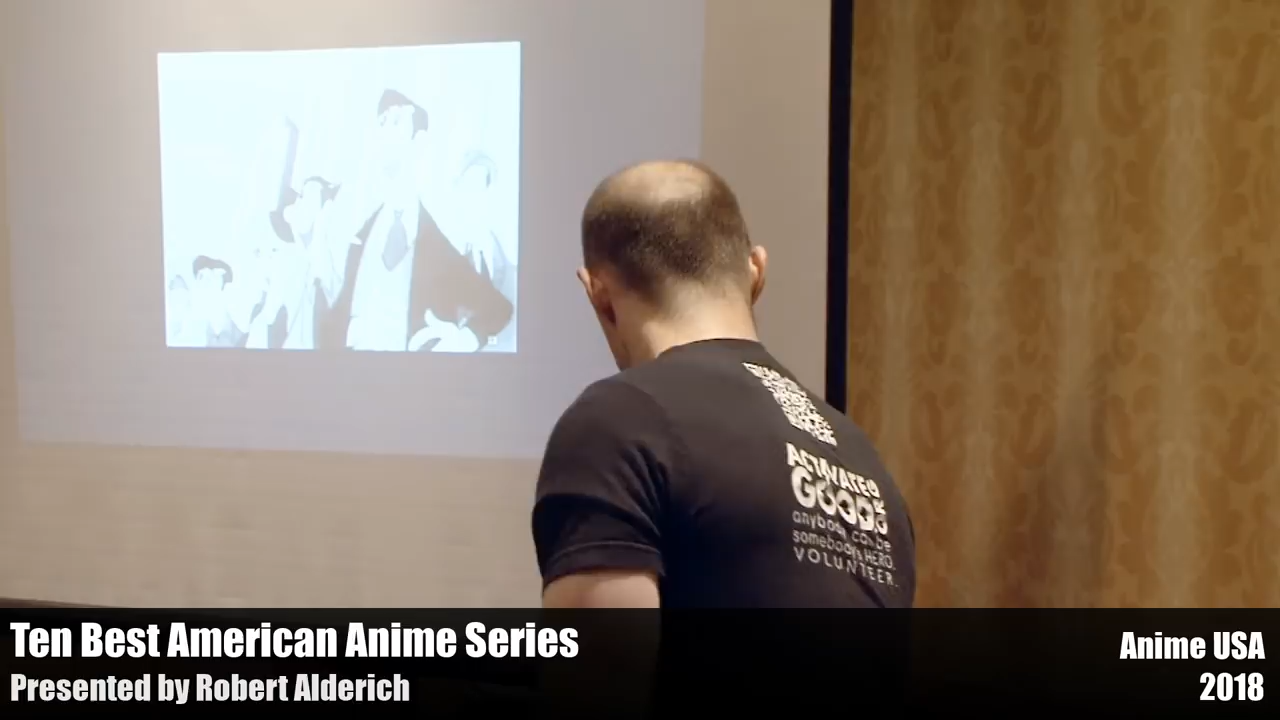 ACTIVATED
GOOD.
anybody can be
somebody's HERO.
VOLUNTEER.
Ten Best American Anime Series
Presented by Robert Alderich
Anime USA
2018